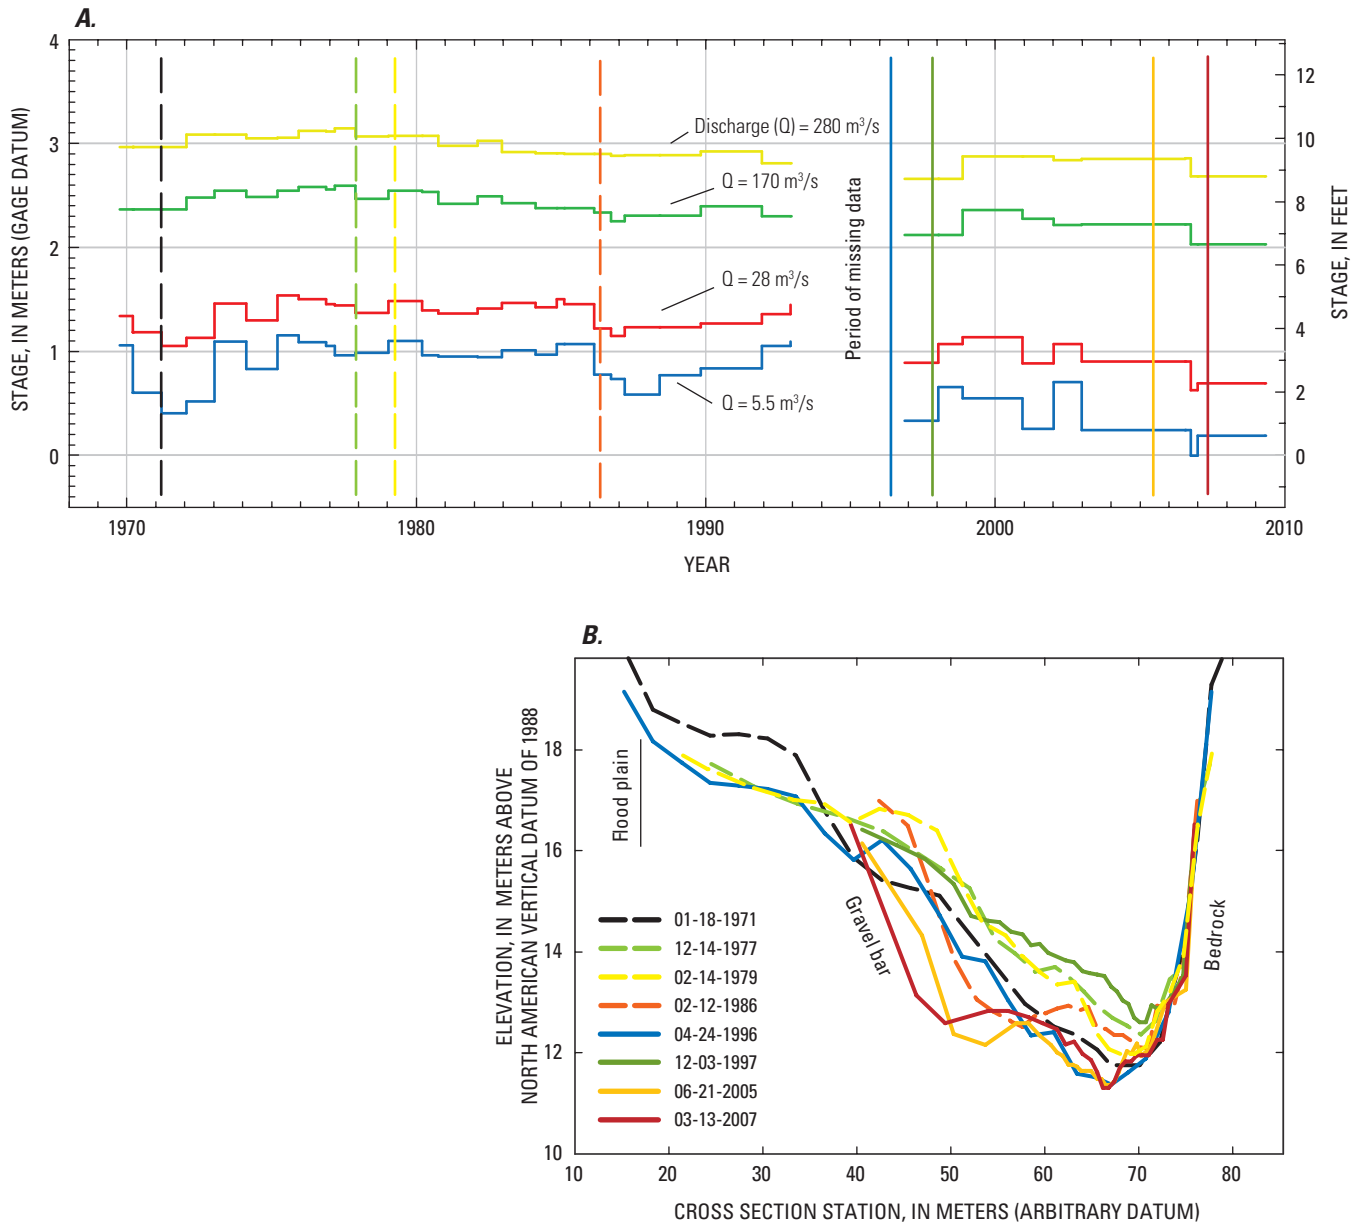 A.
4
3
2
1
0
STAGE, IN METERS (GAGE DATUM)
12
10
8
6
4
2
0
STAGE, IN FEET
Discharge (Q) = 280 m³/s
Q = 170 m³/s
Q = 28 m³/s
Q = 5.5 m³/s
Period of missing data
1970 1980 1990 2000 2010
YEAR
B.
18
16
14
12
10
ELEVATION, IN METERS ABOVE
NORTH AMERICAN VERTICAL DATUM OF 1988
Flood plain
Gravel bar
Bedrock
01-18-1971
12-14-1977
02-14-1979
02-12-1986
04-24-1996
12-03-1997
06-21-2005
03-13-2007
10 20 30 40 50 60 70 80
CROSS SECTION STATION, IN METERS (ARBITRARY DATUM)